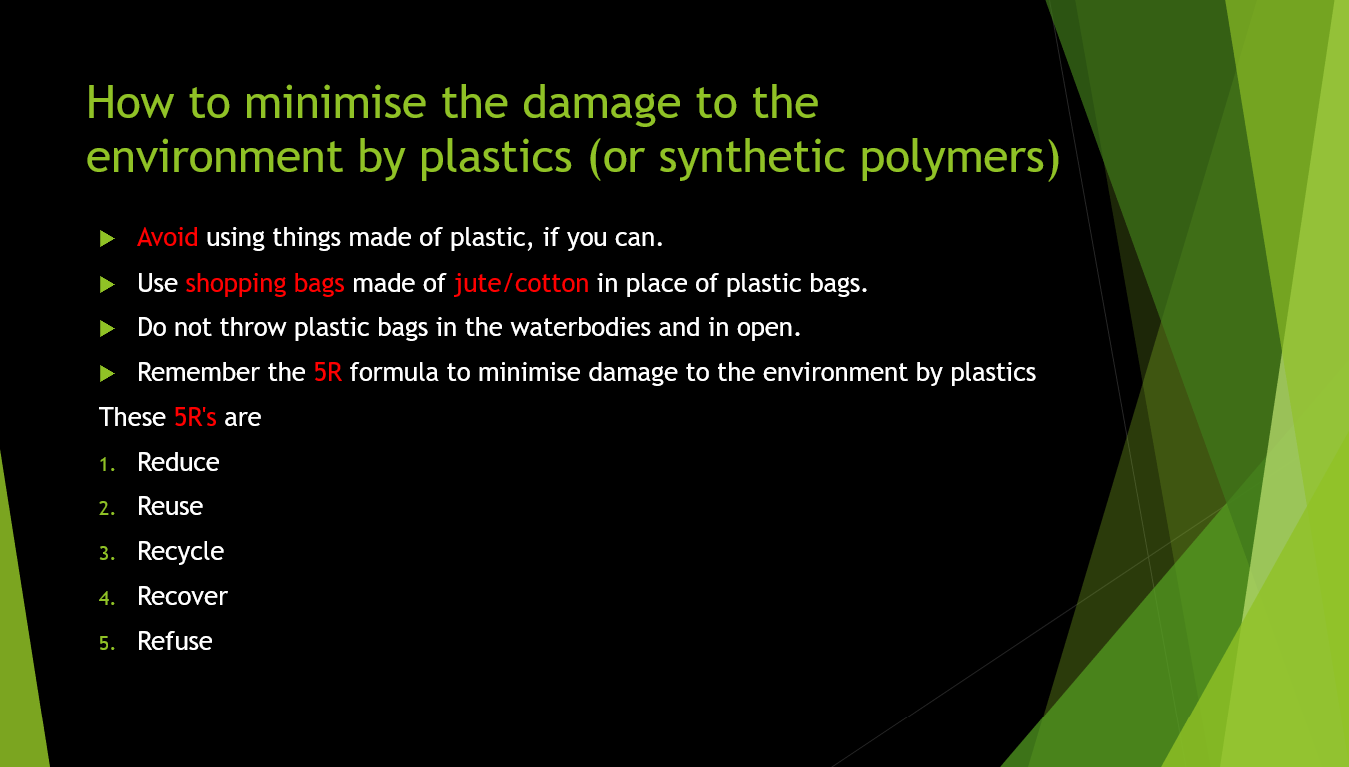 How to minimise the damage to the
environment by plastics (or synthetic polymers)
Avoid using things made of plastic, if you can.
Use shopping bags made of jute/cotton in place of plastic bags.
Do not throw plastic bags in the waterbodies and in open.
Remember the 5R formula to minimise damage to the environment by plastics
These 5R's are
1. Reduce
2. Reuse
3. Recycle
4. Recover
5. Refuse